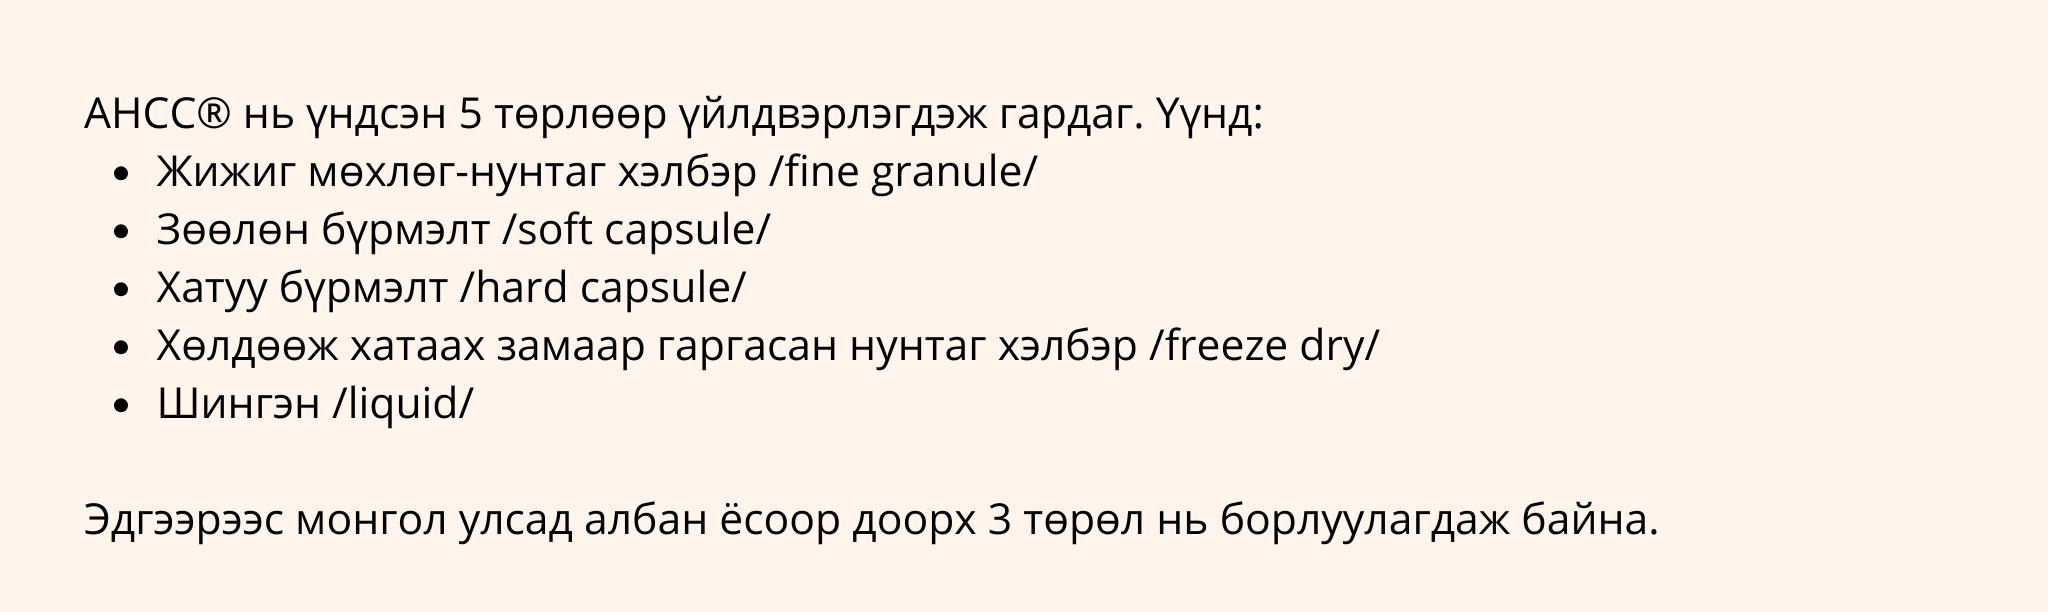 АНСС® нь үндсэн 5 төрлөөр үйлдвэрлэгдэж гардаг. Үүнд:
• Жижиг мөхлөг-нунтаг хэлбэр /fine granule/
• Зөөлөн бүрмэлт /soft capsule/
• Хатуу бүрмэлт /hard capsule/
• Хөлдөөж хатаах замаар гаргасан нунтаг хэлбэр /freeze dry/
• Шингэн /liquid/
Эдгээрээс монгол улсад албан ёсоор доорх 3 төрөл нь борлуулагдаж байна.